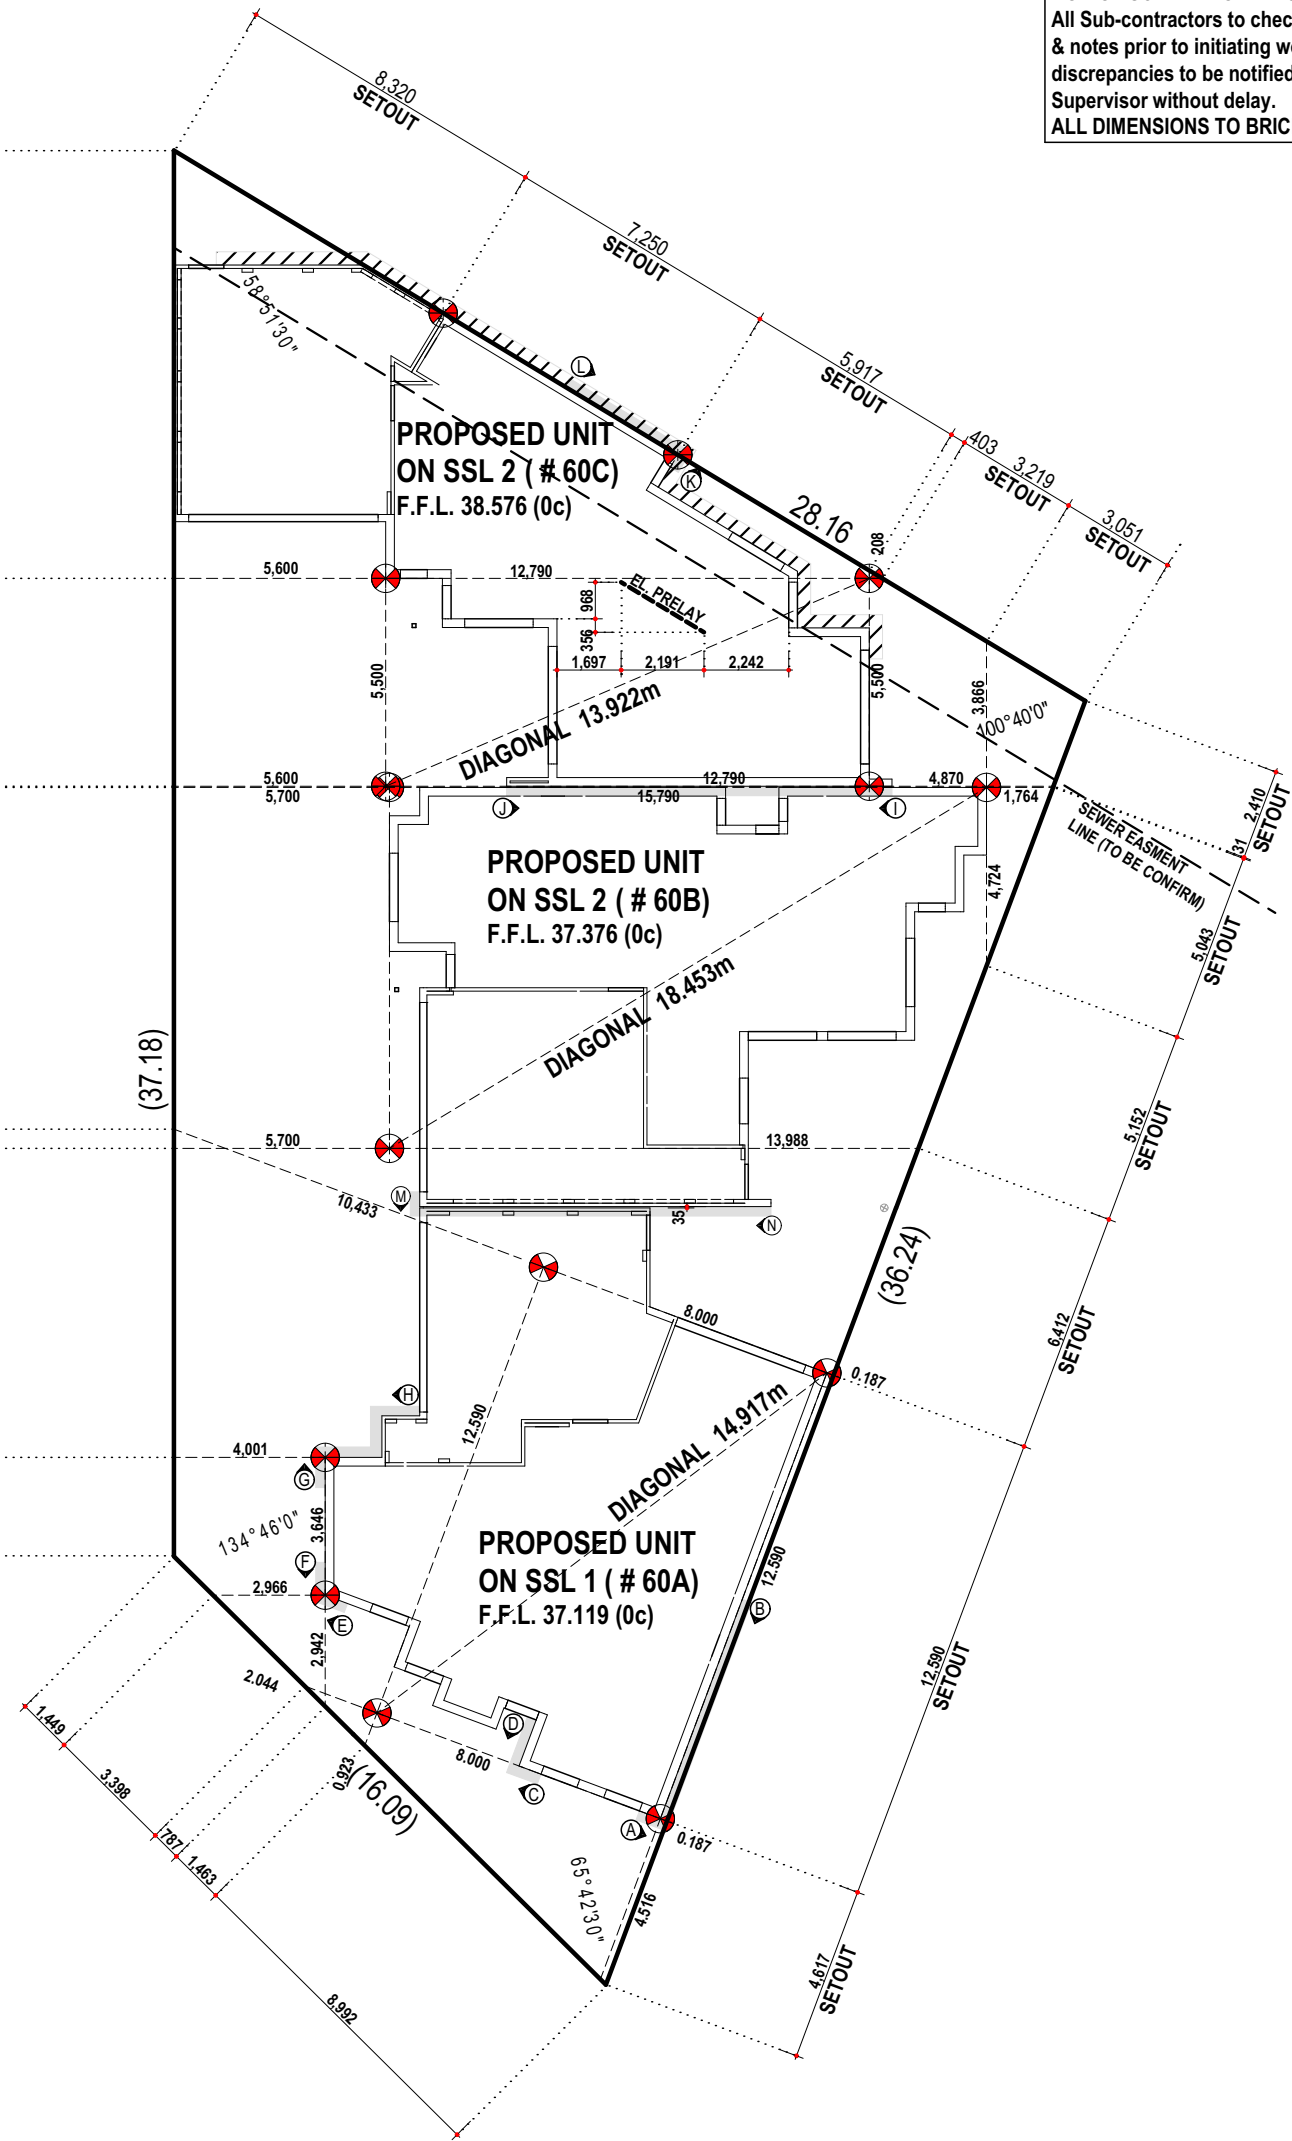 All Sub-contractors to chec
& notes prior to initiating w
discrepancies to be notified
Supervisor without delay.
ALL DIMENSIONS TO BRIC
8,320
SETOUT
7,250
SETOUT
5,917
SETOUT
403
3,219
SETOUT
3,051
SETOUT
58°51'30"
L
K
28.16
208
PROPOSED UNIT
ON SSL 2 ( # 60C)
F.F.L. 38.576 (0c)
5,600
12,790
EL. PRELAY
968
356
1,697
2,191
2,242
5,500
5,500
3,866
100°40'0"
DIAGONAL 13.922m
5,600
5,700
12,790
15,790
4,870
1,764
J
I
SEWER EASMENT
LINE (TO BE CONFIRM)
2,410
SETOUT
31
5,043
SETOUT
4,724
PROPOSED UNIT
ON SSL 2 ( # 60B)
F.F.L. 37.376 (0c)
DIAGONAL 18.453m
(37.18)
5,152
SETOUT
5,700
13,988
M
10,433
35
N
(36.24)
6,412
SETOUT
8.000
0.187
H
12.590
DIAGONAL 14.917m
4,001
G
134°46'0"
3,646
F
2,966
E
2,942
PROPOSED UNIT
ON SSL 1 ( # 60A)
F.F.L. 37.119 (0c)
12.590
B
12,590
SETOUT
2.044
D
8.000
C
0.923
(16.09)
A
0.187
65°42'30"
4.516
4,617
SETOUT
1,449
3,398
787
1,463
8,992